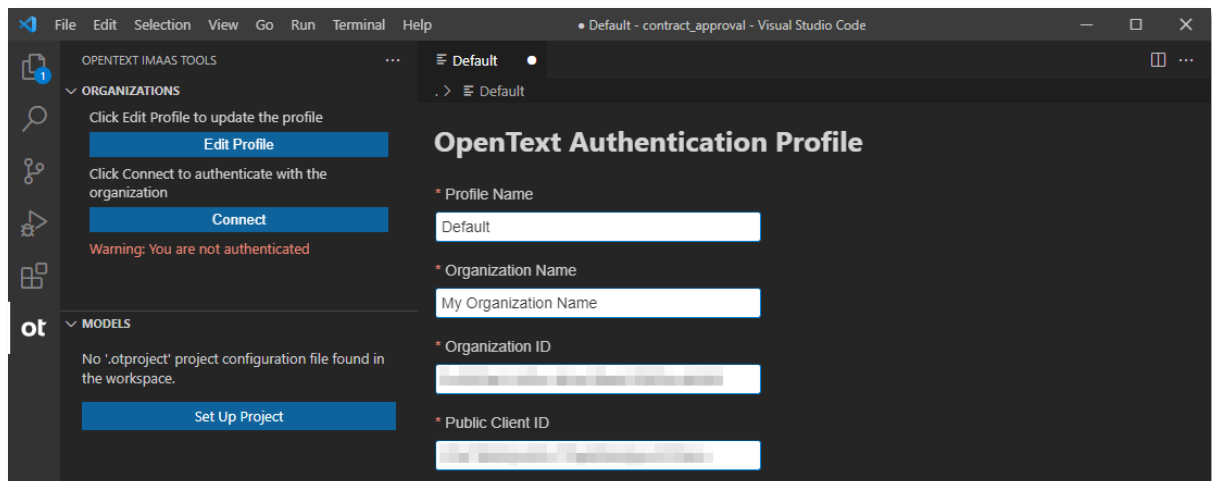 File Edit Selection View Go Run Terminal Help
● Default - contract_approval - Visual Studio Code
OPENTEXT IMAAS TOOLS ···
ORGANIZATIONS
Click Edit Profile to update the profile
Edit Profile
Click Connect to authenticate with the
organization
Connect
Warning: You are not authenticated
1
ot
MODELS
No '.otproject' project configuration file found in
the workspace.
Set Up Project
Default ●
. > Default
OpenText Authentication Profile
* Profile Name
Default
* Organization Name
My Organization Name
* Organization ID
* Public Client ID